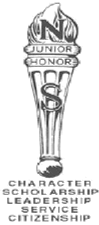 N
JUNIOR
HONOR
S
CHARACTER
SCHOLARSHIP
LEADERSHIP
SERVICE
CITIZENSHIP